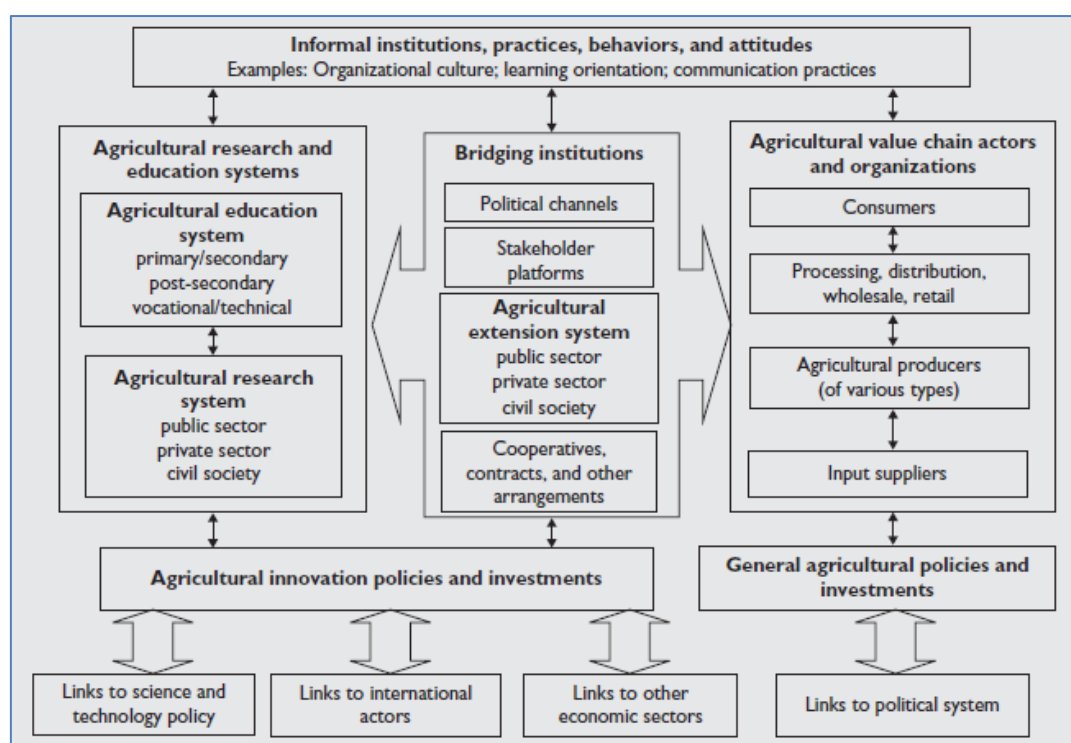 Informal institutions, practices, behaviors, and attitudes
Examples: Organizational culture; learning orientation; communication practices
Agricultural research and
education systems
Agricultural education
system
primary/secondary
post-secondary
vocational/technical
Agricultural research
system
public sector
private sector
civil society
Bridging institutions
Political channels
Stakeholder
platforms
Agricultural
extension system
public sector
private sector
civil society
Cooperatives,
contracts, and other
arrangements
Agricultural value chain actors
and organizations
Consumers
Processing, distribution,
wholesale, retail
Agricultural producers
(of various types)
Input suppliers
Agricultural innovation policies and investments
General agricultural policies and
investments
Links to science and
technology policy
Links to international
actors
Links to other
economic sectors
Links to political system